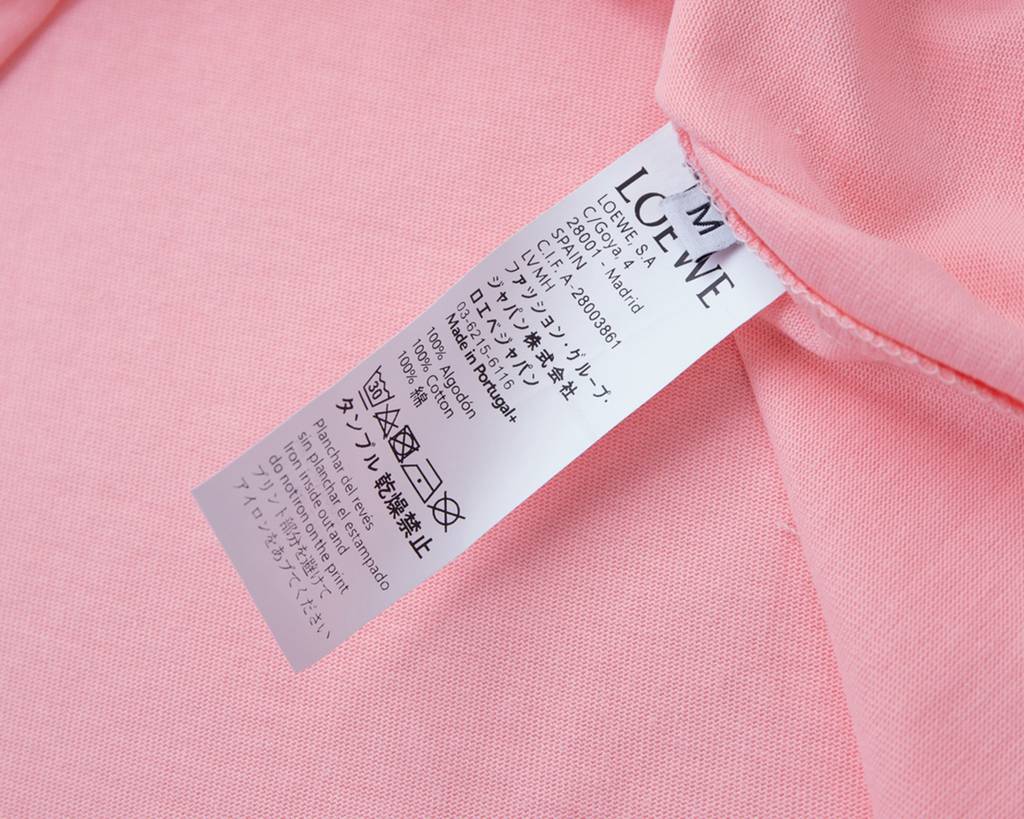 LOEWE
M
LOEWE, S.A
C/Goya, 4
28001 - Madrid
SPAIN
C.I.F. A -28003861
LVMH
ファッション・グループ・
ジャパン株式会社
ロエベジャパン
03-6215-6116
Made in Portugal+
100% Algodón
100% Cotton
100% 綿
30
タンブル 乾燥禁止
Planchar del revés
sin planchar el estampado
Iron inside out and
do not iron on the print
プリント部分を避けて
アイロンをあブてください